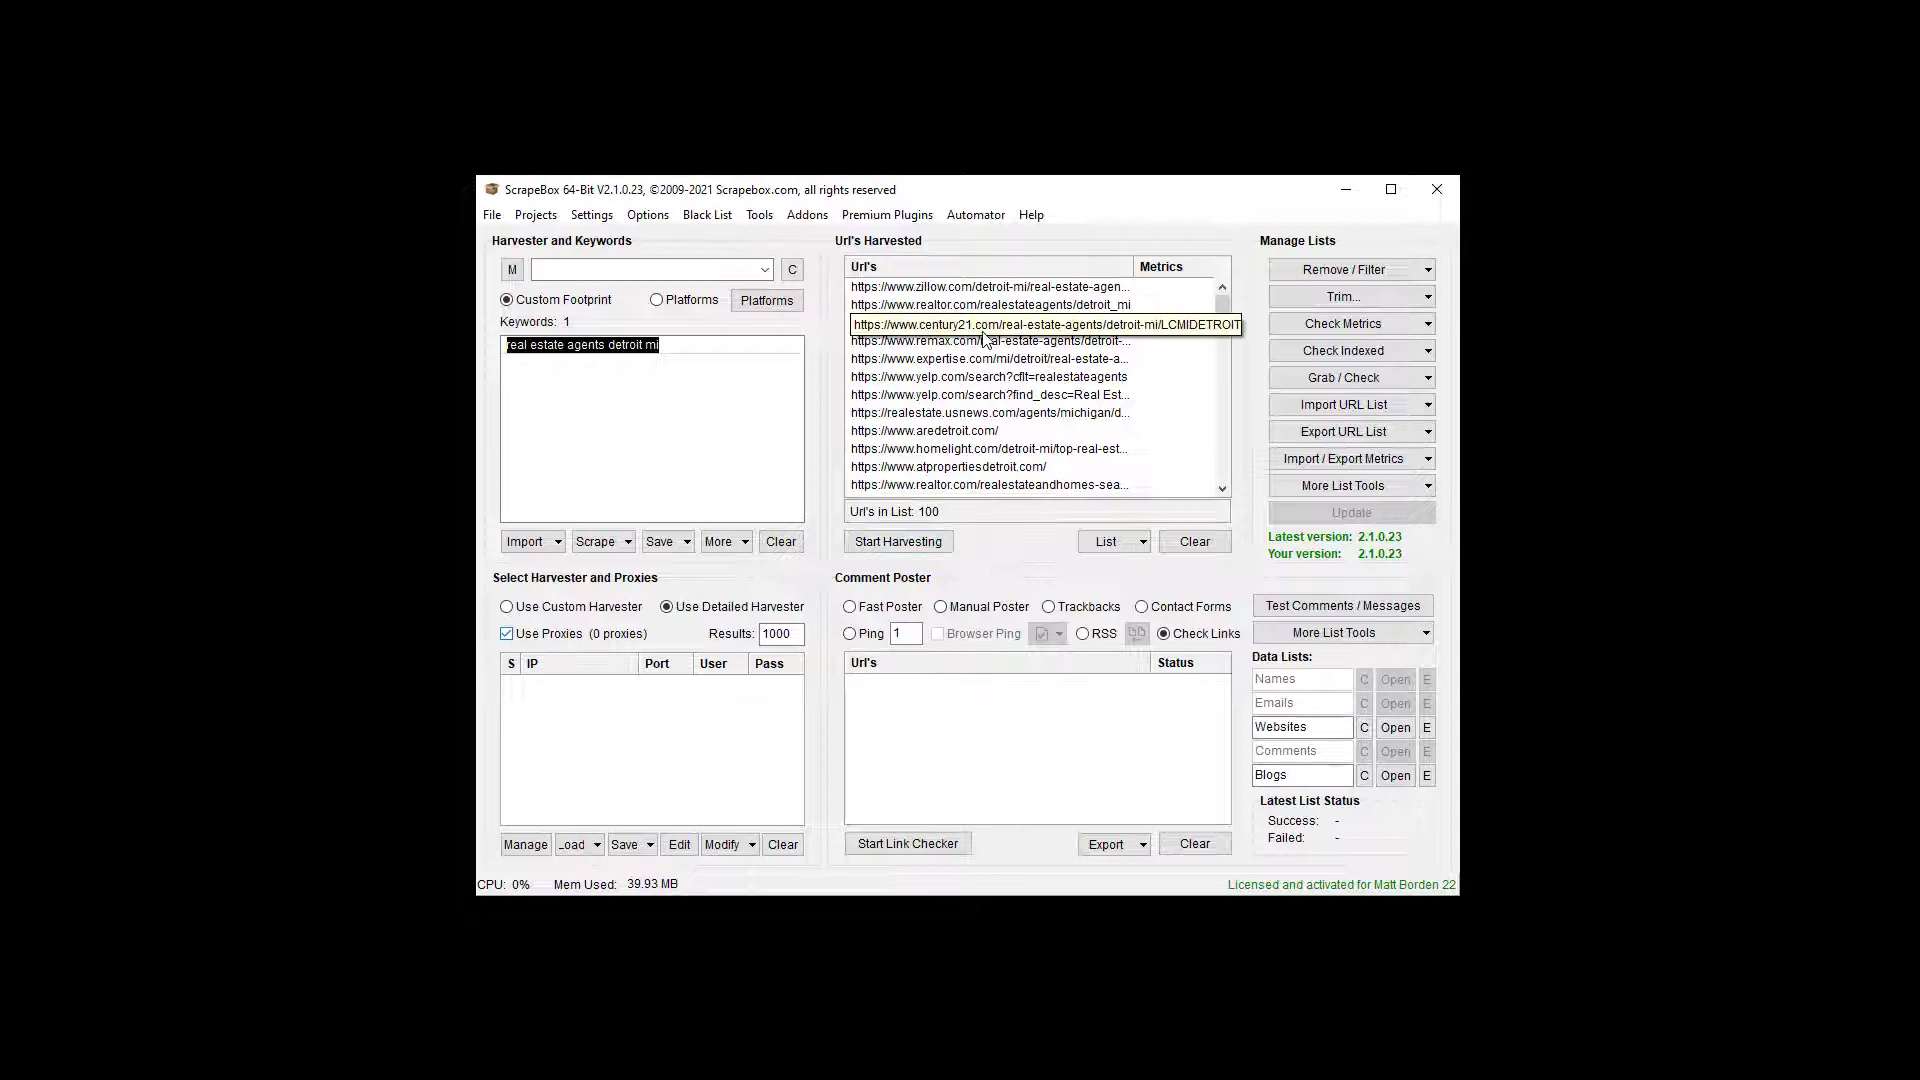 ScrapeBox 64-Bit V2.1.0.23, ©2009-2021 Scrapebox.com, all rights reserved
File Projects Settings Options Black List Tools Addons Premium Plugins Automator Help
Harvester and Keywords
M
C
Custom Footprint Platforms Platforms
Keywords: 1
real estate agents detroit mi
Import Scrape Save More Clear
Url's Harvested
Url's Metrics
https://www.zillow.com/detroit-mi/real-estate-agen...
https://www.realtor.com/realestateagents/detroit_mi
https://www.century21.com/real-estate-agents/detroit-mi/LCMIDETROIT
https://www.remax.com/real-estate-agents/detroit-...
https://www.expertise.com/mi/detroit/real-estate-a...
https://www.yelp.com/search?cflt=realestateagents
https://www.yelp.com/search?find_desc=Real Est...
https://realestate.usnews.com/agents/michigan/d...
https://www.aredetroit.com/
https://www.homelight.com/detroit-mi/top-real-est...
https://www.atpropertiesdetroit.com/
https://www.realtor.com/realestateandhomes-sea...
Url's in List: 100
Start Harvesting List Clear
Manage Lists
Remove / Filter
Trim...
Check Metrics
Check Indexed
Grab / Check
Import URL List
Export URL List
Import / Export Metrics
More List Tools
Update
Latest version: 2.1.0.23
Your version: 2.1.0.23
Select Harvester and Proxies
Use Custom Harvester Use Detailed Harvester
Use Proxies (0 proxies) Results: 1000
S IP Port User Pass
Manage Load Save Edit Modify Clear
Comment Poster
Fast Poster Manual Poster Trackbacks Contact Forms
Ping 1 Browser Ping RSS Check Links
Url's Status
Start Link Checker Export Clear
Test Comments / Messages
More List Tools
Data Lists:
Names C Open E
Emails C Open E
Websites C Open E
Comments C Open E
Blogs C Open E
Latest List Status
Success: -
Failed: -
CPU: 0% Mem Used: 39.93 MB
Licensed and activated for Matt Borden 22